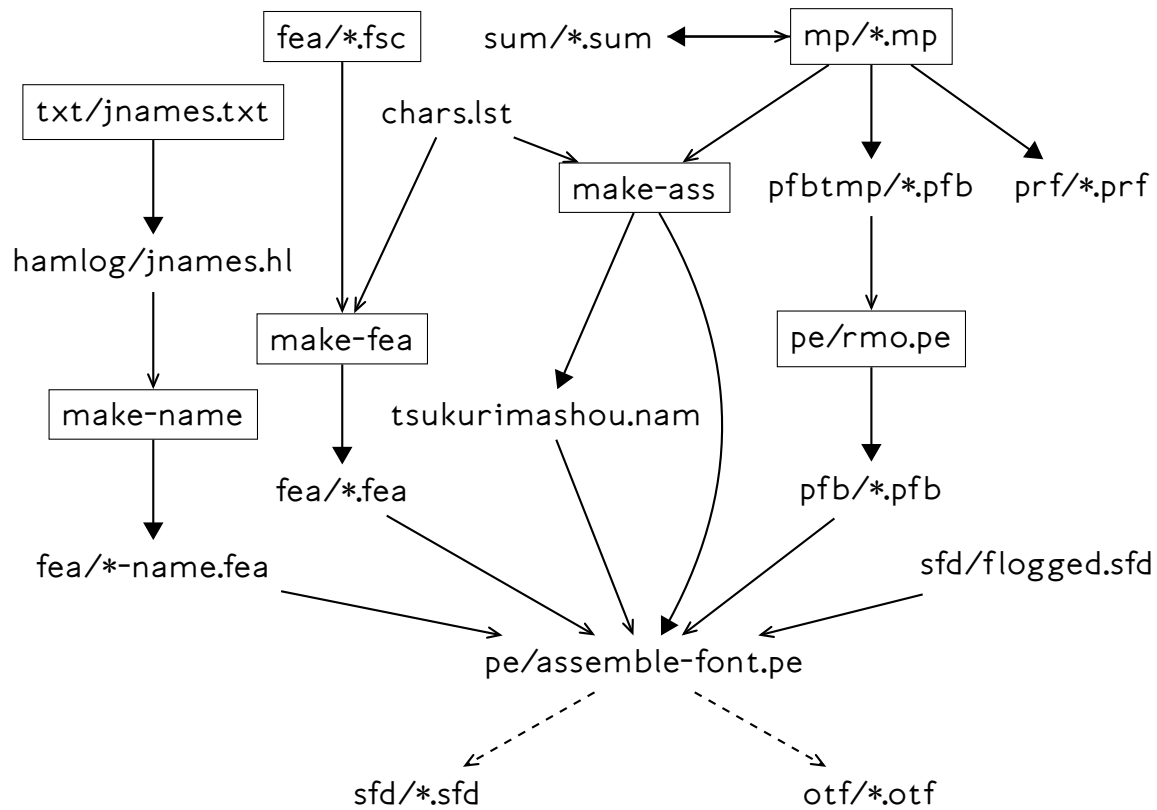 fea/*.fsc
sum/*.sum
mp/*.mp
txt/jnames.txt
chars.lst
make-ass
pfbtmp/*.pfb
prf/*.prf
hamlog/jnames.hl
make-fea
pe/rmo.pe
make-name
tsukurimashou.nam
fea/*.fea
pfb/*.pfb
fea/*-name.fea
sfd/flogged.sfd
pe/assemble-font.pe
sfd/*.sfd
otf/*.otf